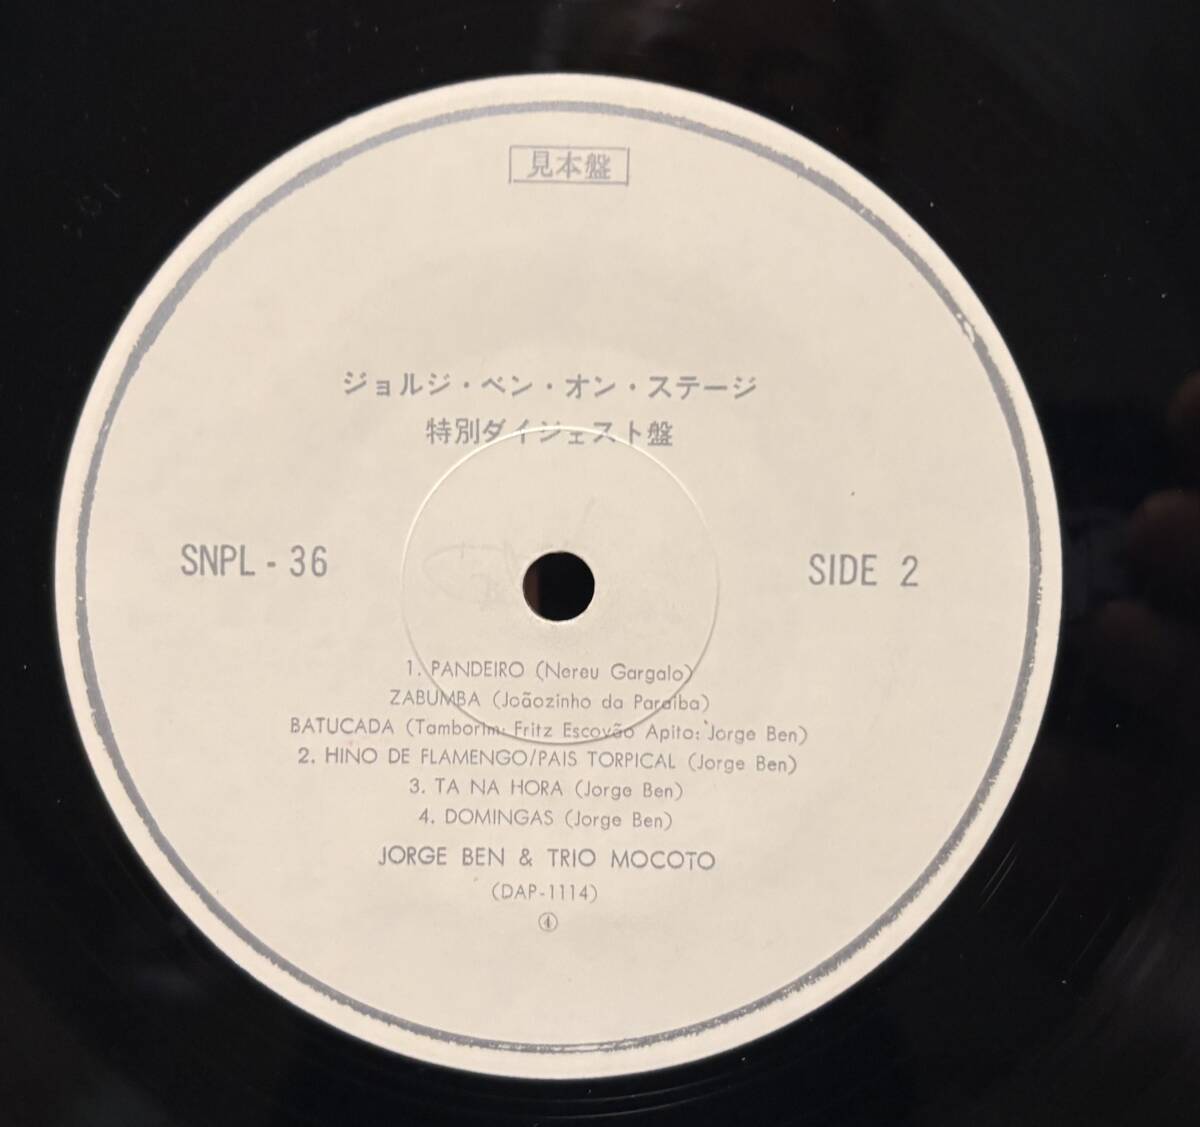 見本盤
ジョルジ・ベン・オン・ステージ
特別ダイジェスト盤
SNPL - 36
SIDE 2
1. PANDEIRO (Nereu Gargalo)
ZABUMBA (Joãozinho da Paraiba)
BATUCADA (Tamborim: Fritz Escovão Apito: Jorge Ben)
2. HINO DE FLAMENGO/PAIS TORPICAL (Jorge Ben)
3. TA NA HORA (Jorge Ben)
4. DOMINGAS (Jorge Ben)
JORGE BEN & TRIO MOCOTO
(DAP-1114)
④